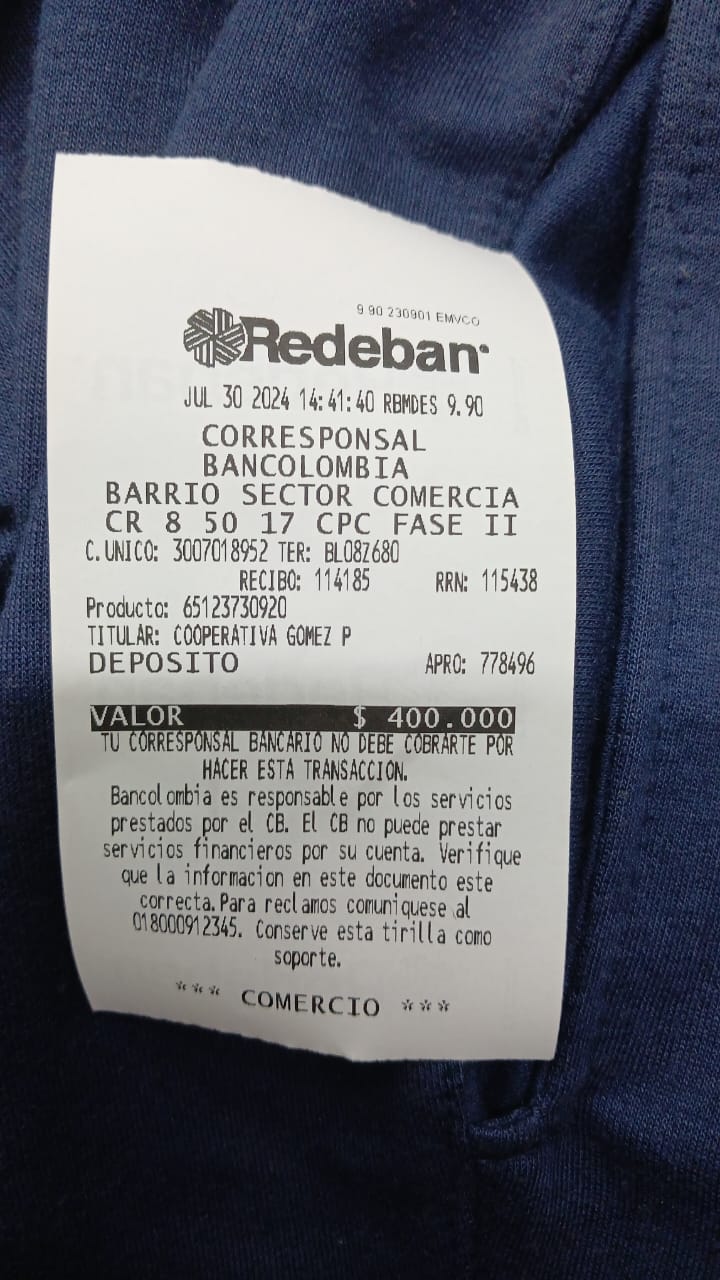 9 90 230901 EMVCO
Redeban
JUL 30 2024 14:41:40 RBMDES 9.90
CORRESPONSAL
BANCOLOMBIA
BARRIO SECTOR COMERCIA
CR 8 50 17 CPC FASE II
C.UNICO: 3007018952 TER: BL08Z680
RECIBO: 114185 RRN: 115438
Producto: 65123730920
TITULAR: COOPERATIVA GOMEZ P
DEPOSITO APRO: 778496
VALOR $ 400.000
TU CORRESPONSAL BANCARIO NO DEBE COBRARTE POR
HACER ESTA TRANSACCION.
Bancolombia es responsable por los servicios
prestados por el CB. El CB no puede prestar
servicios financieros por su cuenta. Verifique
que la informacion en este documento este
correcta.Para reclamos comuniquese al
018000912345. Conserve esta tirilla como
soporte.
*** COMERCIO ***